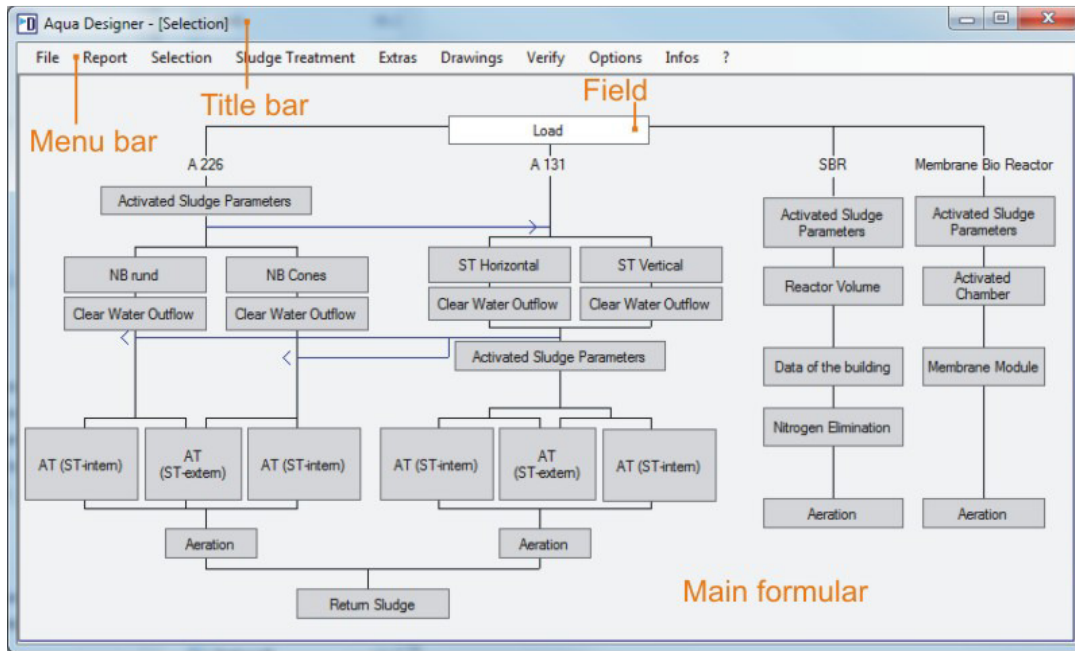 Aqua Designer - [Selection]
File Report Selection Sludge Treatment Extras Drawings Verify Options Infos ?
Title bar
Field
Menu bar
Load
A 226
A 131
SBR
Membrane Bio Reactor
Activated Sludge Parameters
Activated Sludge
Parameters
Activated Sludge
Parameters
NB rund
NB Cones
ST Horizontal
ST Vertical
Reactor Volume
Activated
Chamber
Clear Water Outflow
Clear Water Outflow
Clear Water Outflow
Clear Water Outflow
Activated Sludge Parameters
Data of the building
Membrane Module
Nitrogen Elimination
AT (ST-intern)
AT
(ST-extern)
AT (ST-intern)
AT (ST-intern)
AT
(ST-extern)
AT (ST-intern)
Aeration
Aeration
Aeration
Aeration
Main formular
Return Sludge